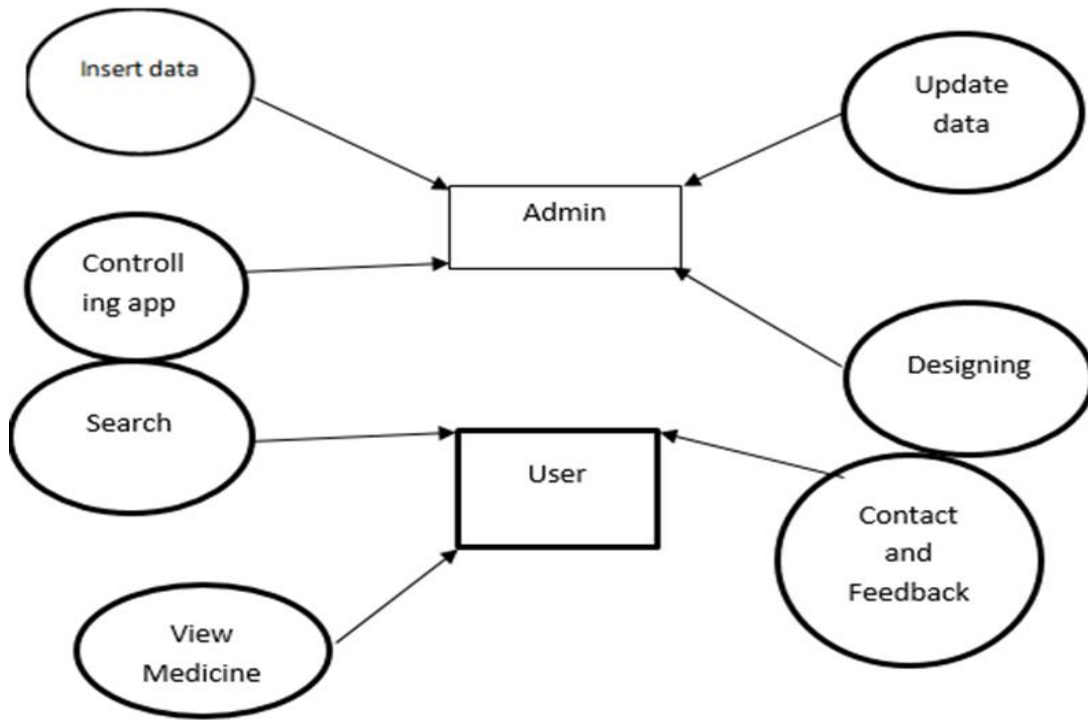 Insert data
Update
data
Admin
Controll
ing app
Designing
Search
User
Contact
and
Feedback
View
Medicine